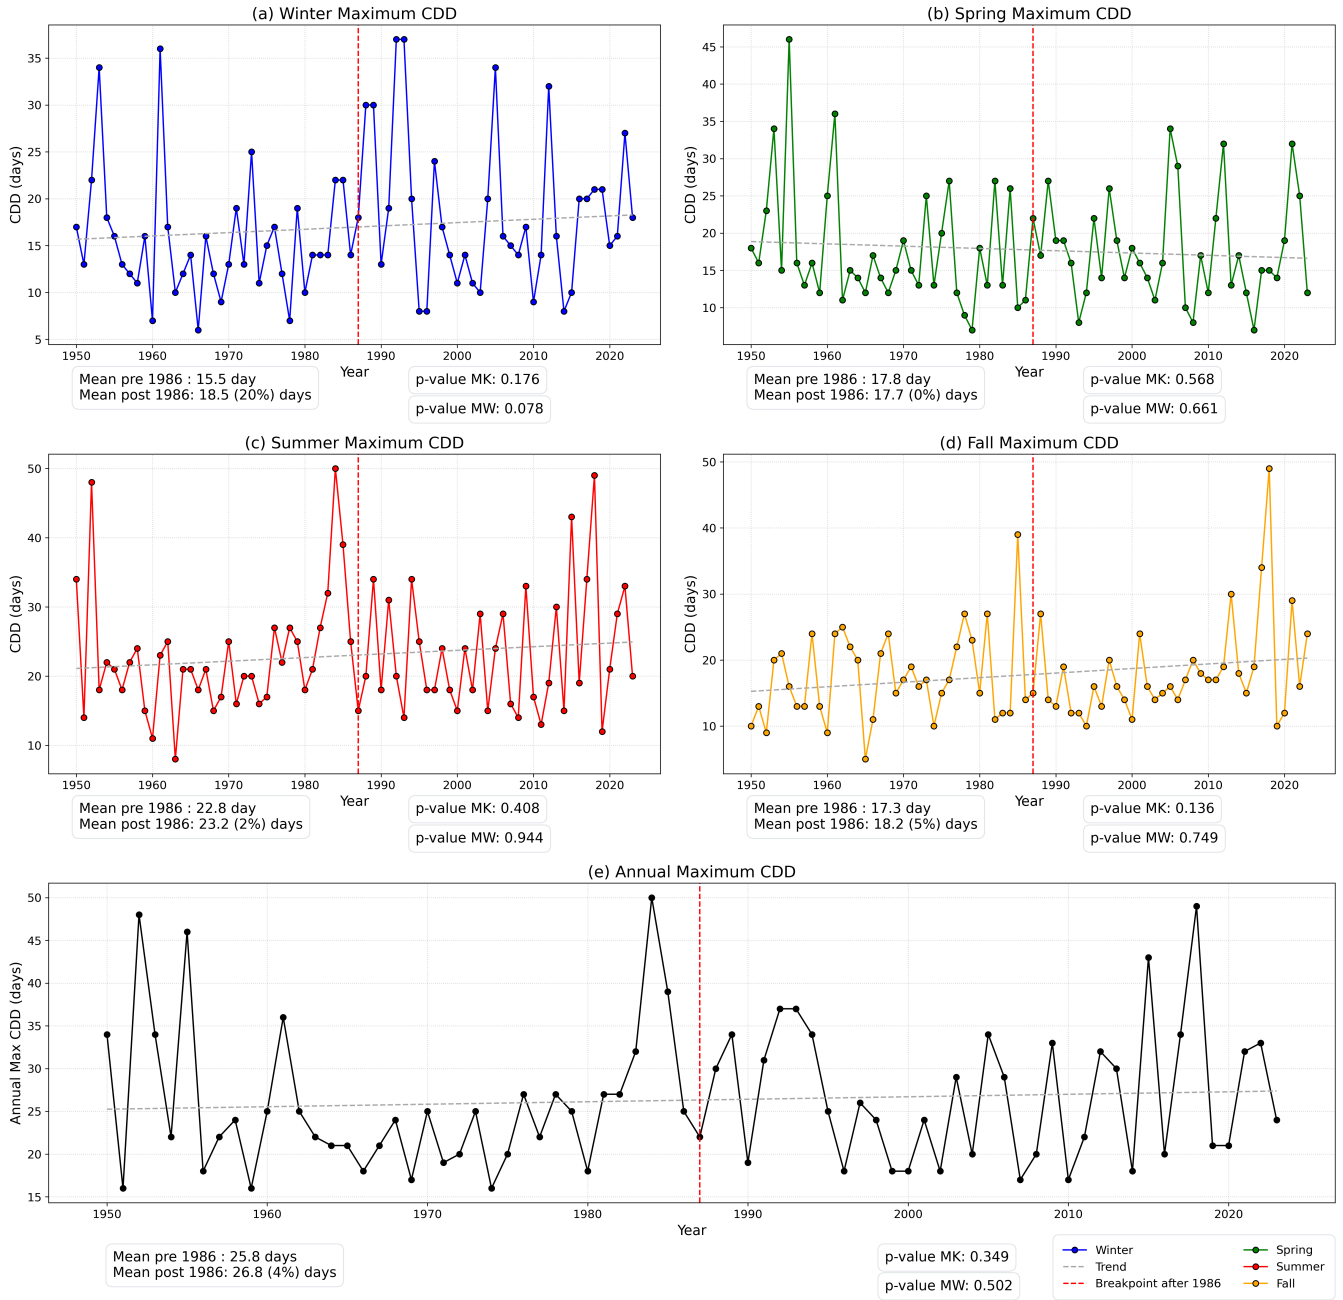 (a) Winter Maximum CDD
CDD (days)
35
30
25
20
15
10
5
1950 1960 1970 1980 1990 2000 2010 2020
Year
Mean pre 1986 : 15.5 day
Mean post 1986: 18.5 (20%) days
p-value MK: 0.176
p-value MW: 0.078
(b) Spring Maximum CDD
CDD (days)
45
40
35
30
25
20
15
10
1950 1960 1970 1980 1990 2000 2010 2020
Year
Mean pre 1986 : 17.8 day
Mean post 1986: 17.7 (0%) days
p-value MK: 0.568
p-value MW: 0.661
(c) Summer Maximum CDD
CDD (days)
50
40
30
20
10
1950 1960 1970 1980 1990 2000 2010 2020
Year
Mean pre 1986 : 22.8 day
Mean post 1986: 23.2 (2%) days
p-value MK: 0.408
p-value MW: 0.944
(d) Fall Maximum CDD
CDD (days)
50
40
30
20
10
1950 1960 1970 1980 1990 2000 2010 2020
Year
Mean pre 1986 : 17.3 day
Mean post 1986: 18.2 (5%) days
p-value MK: 0.136
p-value MW: 0.749
(e) Annual Maximum CDD
Annual Max CDD (days)
50
45
40
35
30
25
20
15
1950 1960 1970 1980 1990 2000 2010 2020
Year
Mean pre 1986 : 25.8 days
Mean post 1986: 26.8 (4%) days
p-value MK: 0.349
p-value MW: 0.502
Winter
Trend
Breakpoint after 1986
Spring
Summer
Fall